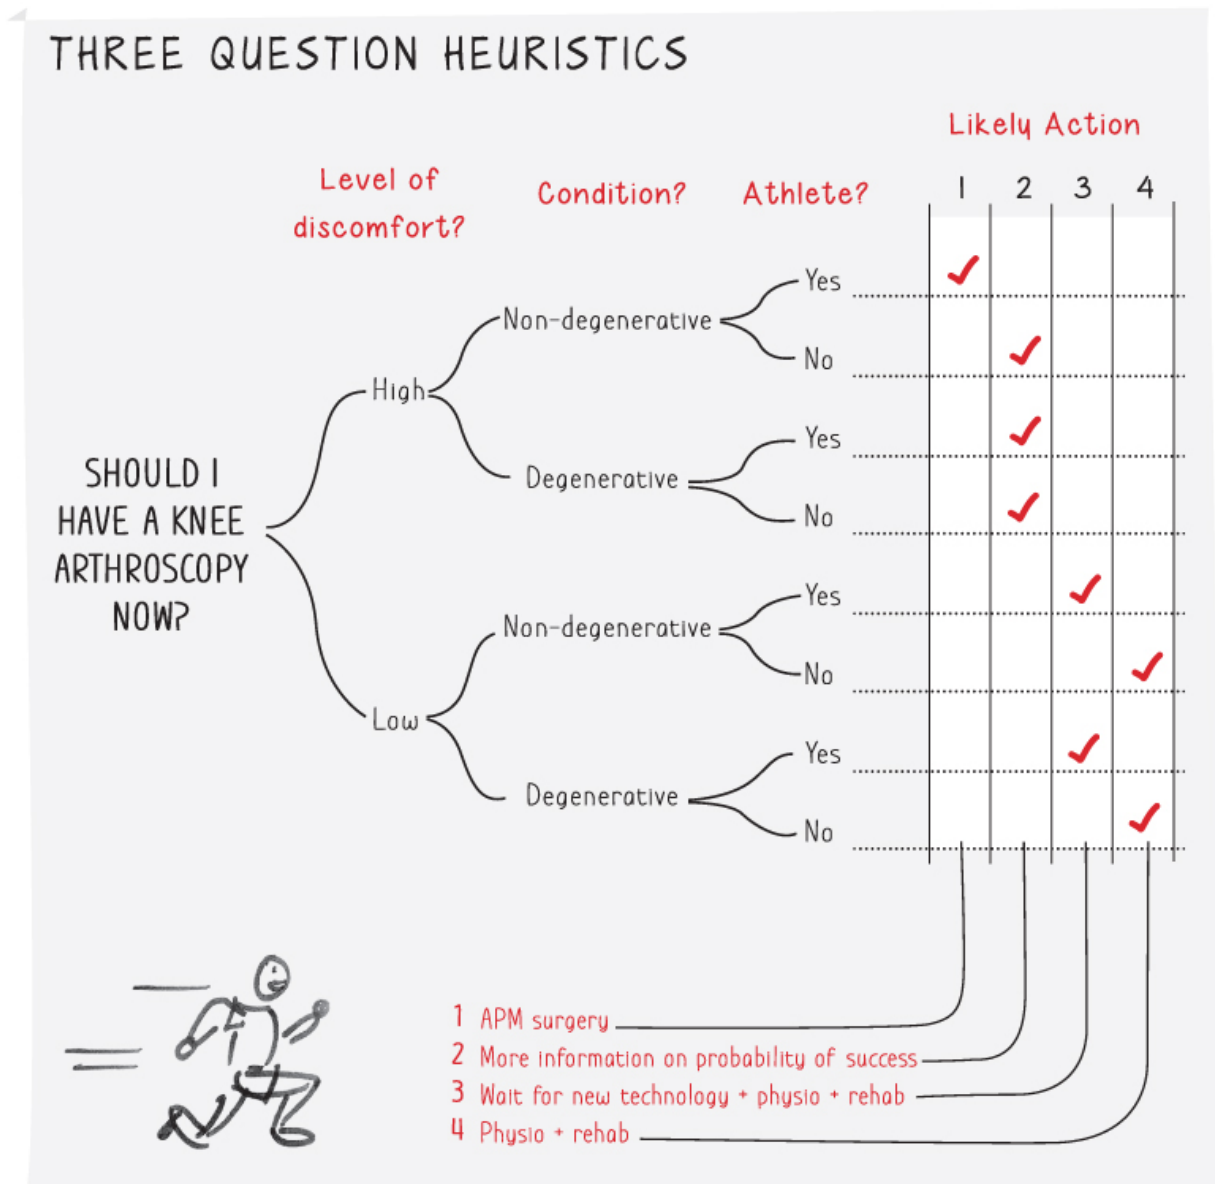 THREE QUESTION HEURISTICS
Likely Action
Level of
discomfort?
Condition?
Athlete?
1 2 3 4
SHOULD I
HAVE A KNEE
ARTHROSCOPY
NOW?
High
Non-degenerative
Yes
No
Degenerative
Yes
No
Low
Non-degenerative
Yes
No
Degenerative
Yes
No
1 APM surgery
2 More information on probability of success
3 Wait for new technology + physio + rehab
4 Physio + rehab